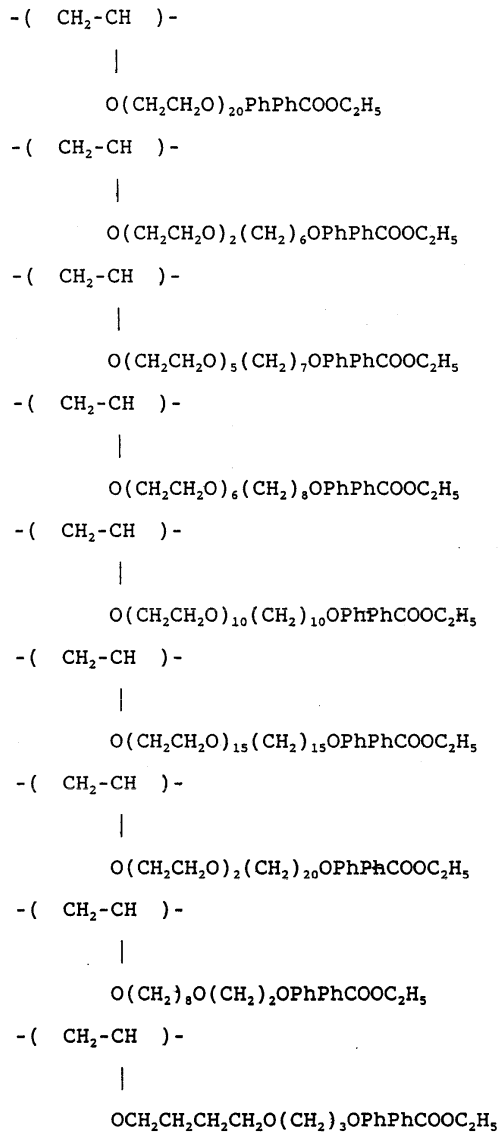 -( CH₂-CH )-
|
O(CH₂CH₂O)₂₀PhPhCOOC₂H₅
-( CH₂-CH )-
|
O(CH₂CH₂O)₂(CH₂)₆OPhPhCOOC₂H₅
-( CH₂-CH )-
|
O(CH₂CH₂O)₅(CH₂)₇OPhPhCOOC₂H₅
-( CH₂-CH )-
|
O(CH₂CH₂O)₆(CH₂)₈OPhPhCOOC₂H₅
-( CH₂-CH )-
|
O(CH₂CH₂O)₁₀(CH₂)₁₀OPhPhCOOC₂H₅
-( CH₂-CH )-
|
O(CH₂CH₂O)₁₅(CH₂)₁₅OPhPhCOOC₂H₅
-( CH₂-CH )-
|
O(CH₂CH₂O)₂(CH₂)₂₀OPhPhCOOC₂H₅
-( CH₂-CH )-
|
O(CH₂)₈O(CH₂)₂OPhPhCOOC₂H₅
-( CH₂-CH )-
|
OCH₂CH₂CH₂CH₂O(CH₂)₃OPhPhCOOC₂H₅